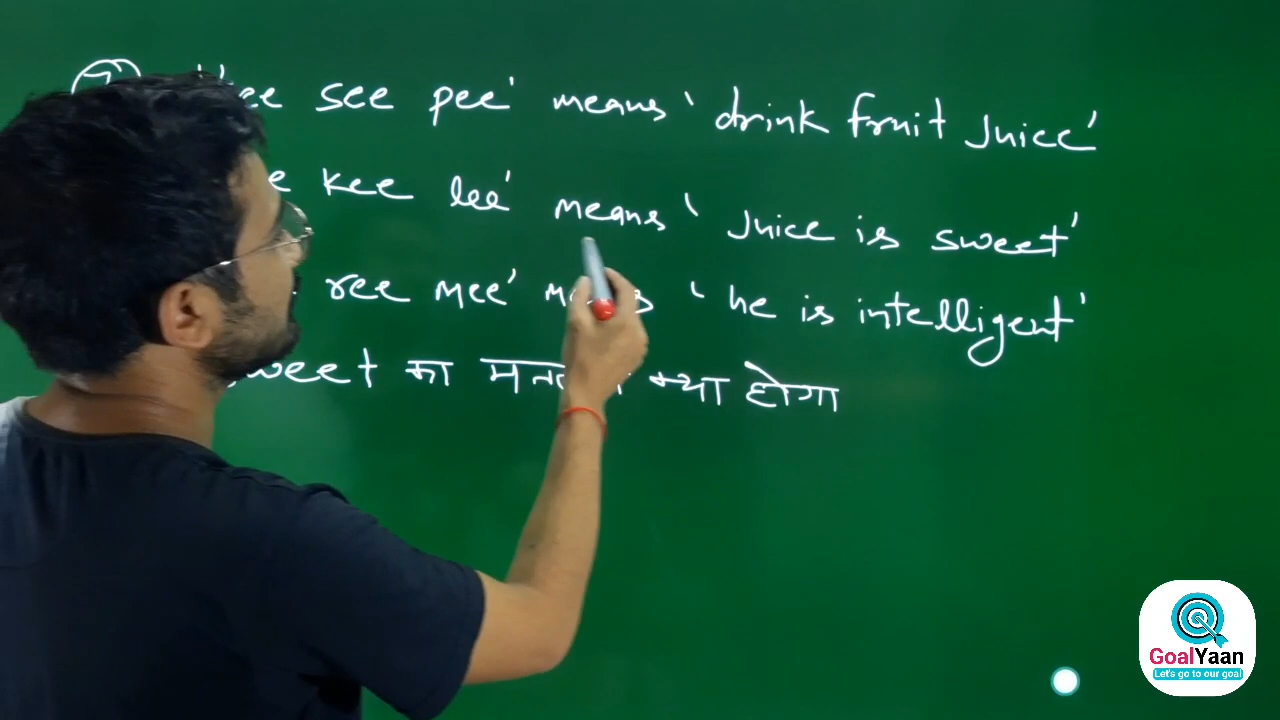 see pee' means 'drink fruit Juice'
kee lee' means 'Juice is sweet'
ree mee' 'he is intelligent'
sweet का क्या होगा
GoalYaan
Let's go to our goal